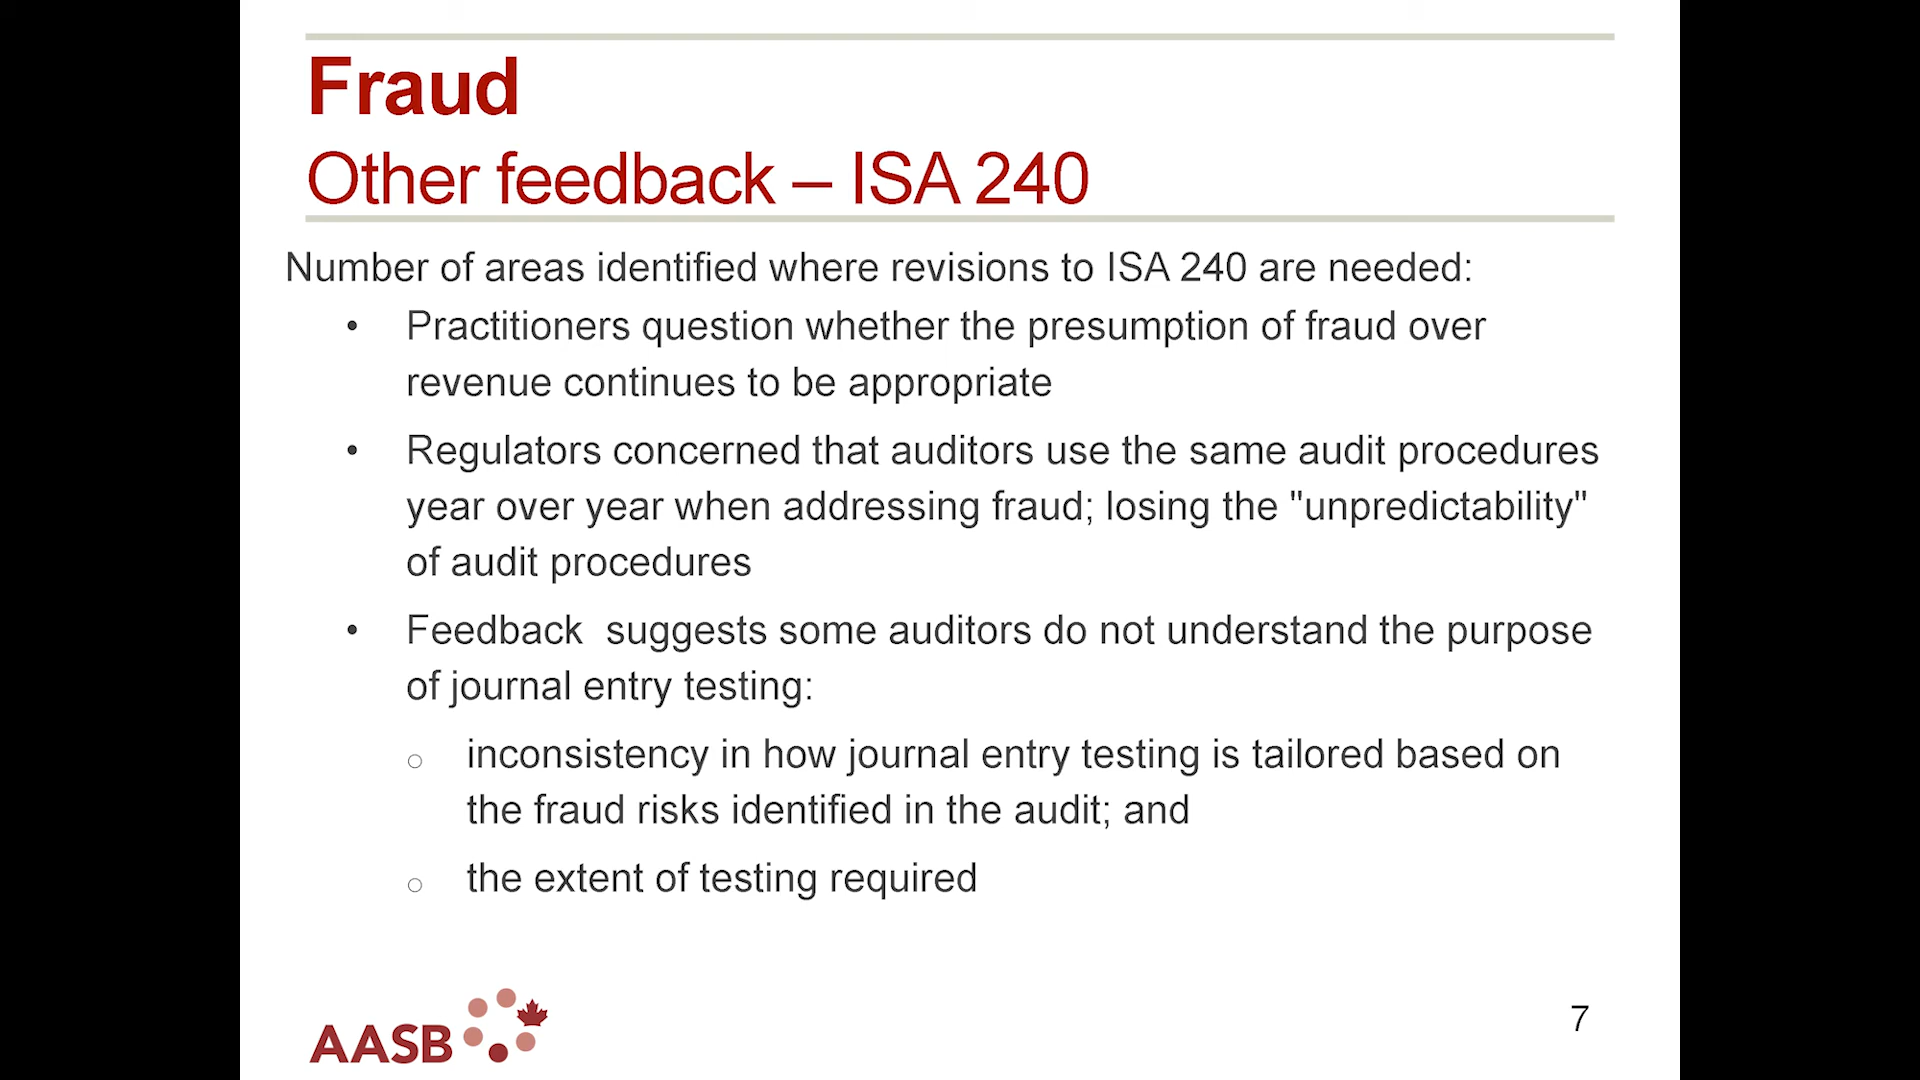 Fraud
Other feedback – ISA 240
Number of areas identified where revisions to ISA 240 are needed:
• Practitioners question whether the presumption of fraud over
revenue continues to be appropriate
• Regulators concerned that auditors use the same audit procedures
year over year when addressing fraud; losing the "unpredictability"
of audit procedures
• Feedback  suggests some auditors do not understand the purpose
of journal entry testing:
○ inconsistency in how journal entry testing is tailored based on
the fraud risks identified in the audit; and
○ the extent of testing required
AASB
7